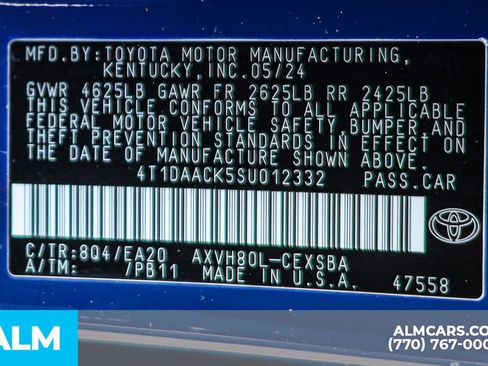 MFD.BY:TOYOTA MOTOR MANUFACTURING,
KENTUCKY,INC.05/24
GVWR 4625LB GAWR FR 2625LB RR 2425LB
THIS VEHICLE CONFORMS TO ALL APPLICABLE
FEDERAL MOTOR VEHICLE SAFETY,BUMPER,AND
THEFT PREVENTION STANDARDS IN EFFECT ON
THE DATE OF MANUFACTURE SHOWN ABOVE.
4T1DAACK5SU012332 PASS.CAR
C/TR:8Q4/EA20 AXVH80L-CEXSBA
A/TM: /PB11 MADE IN U.S.A. 47558
TOYOTA
ALM
ALMCARS.CO
(770) 767-000